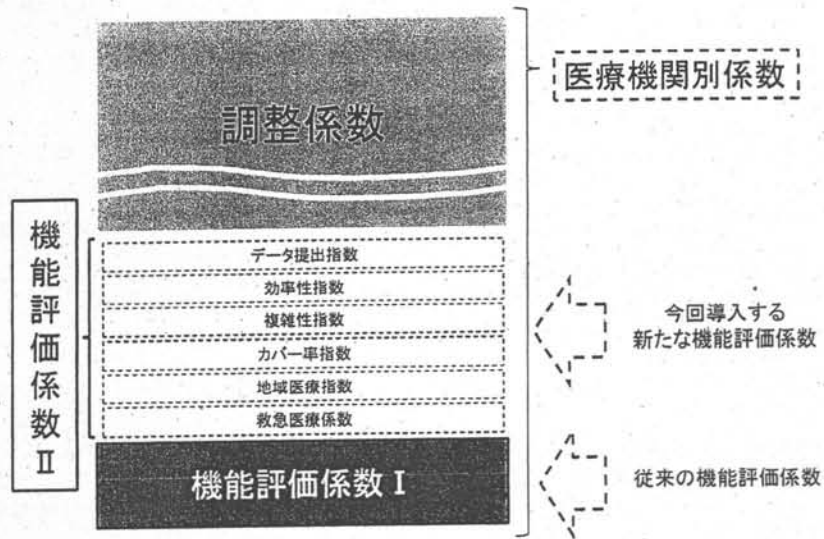 調整係数
医療機関別係数
機能評価係数Ⅱ
データ提出指数
効率性指数
複雑性指数
カバー率指数
地域医療指数
救急医療係数
機能評価係数Ⅰ
今回導入する
新たな機能評価係数
従来の機能評価係数